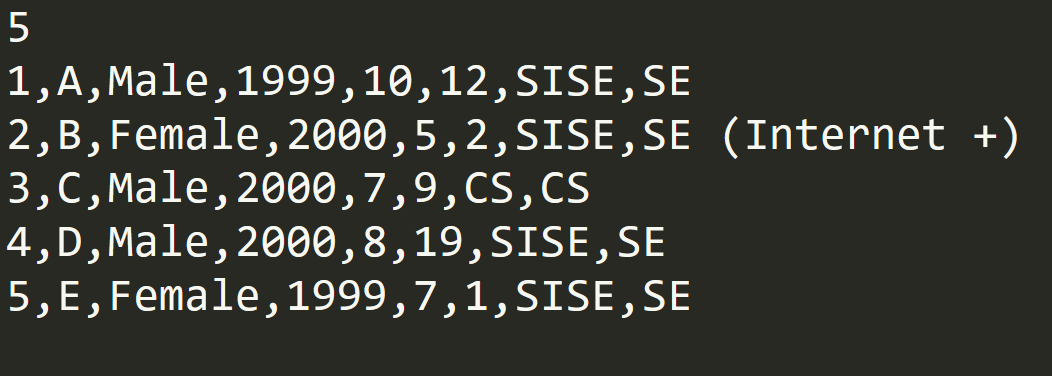 5
1,A,Male,1999,10,12,SISE,SE
2,B,Female,2000,5,2,SISE,SE (Internet +)
3,C,Male,2000,7,9,CS,CS
4,D,Male,2000,8,19,SISE,SE
5,E,Female,1999,7,1,SISE,SE